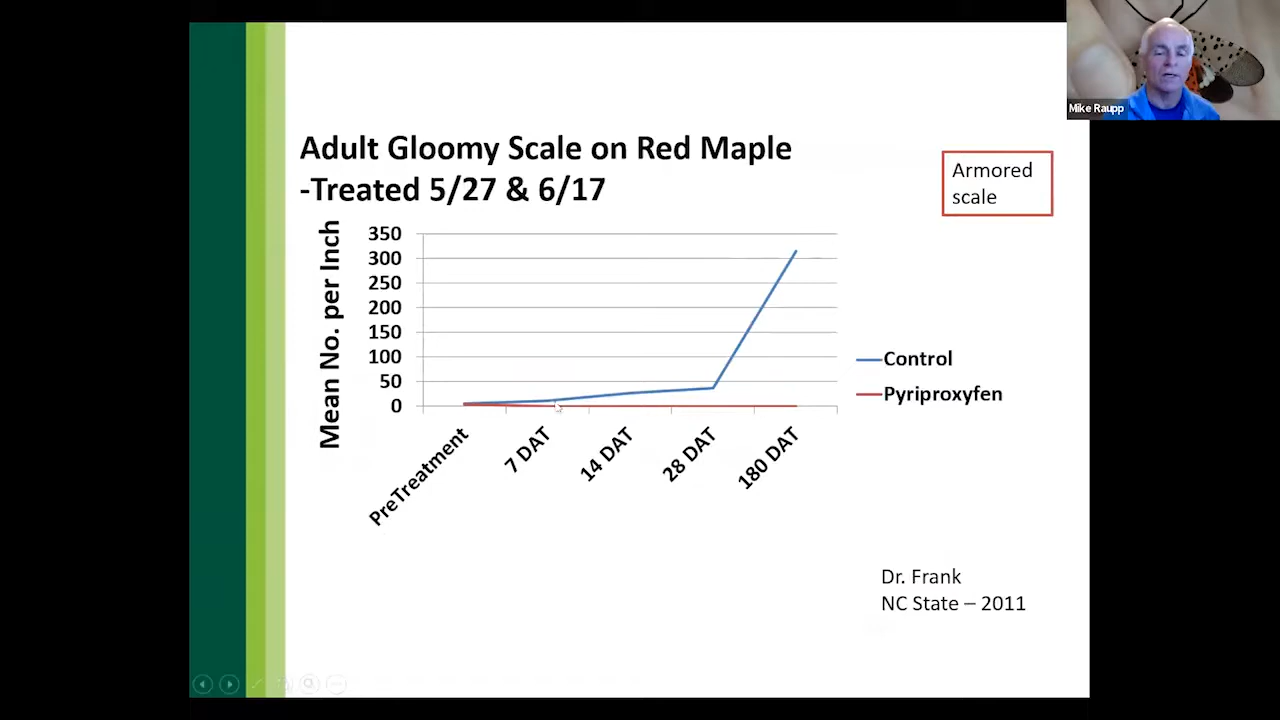 Mike Raupp
Adult Gloomy Scale on Red Maple
-Treated 5/27 & 6/17
Armored
scale
Mean No. per Inch
350
300
250
200
150
100
50
0
PreTreatment
7 DAT
14 DAT
28 DAT
180 DAT
Control
Pyriproxyfen
Dr. Frank
NC State – 2011